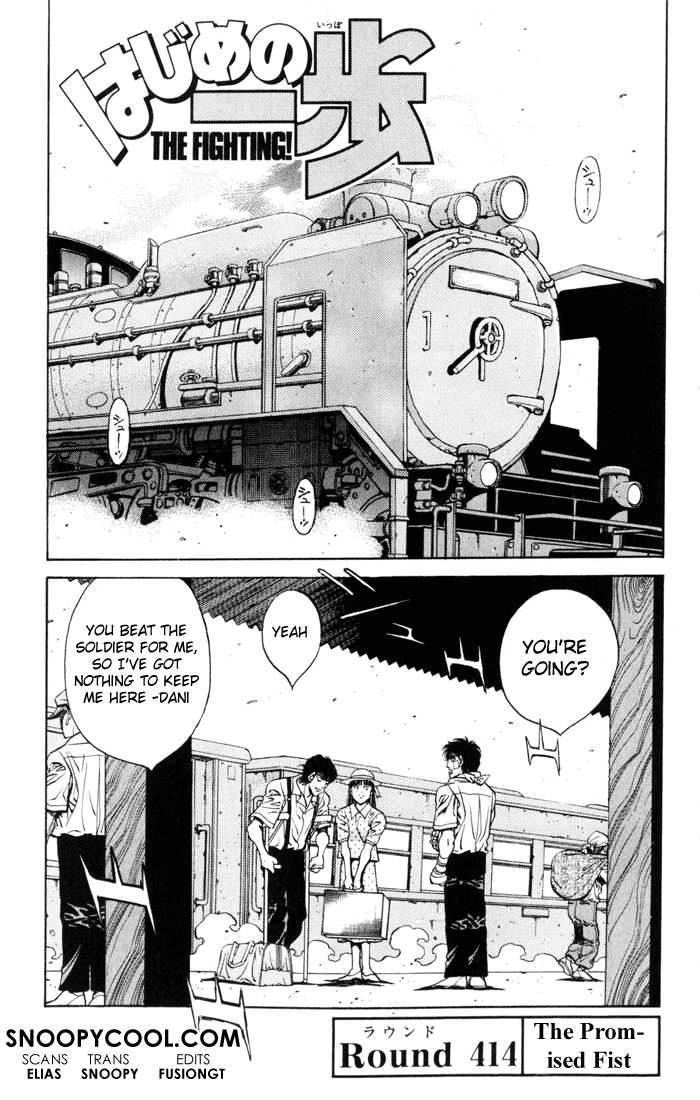 いっぽ
はじめの一歩
THE FIGHTING!
シューッ
シューッ
シューッ
YOU'RE
GOING?
YEAH
YOU BEAT THE
SOLDIER FOR ME,
SO I'VE GOT
NOTHING TO KEEP
ME HERE -DANI
ラウンド
Round 414
The Prom-
ised Fist
SNOOPYCOOL.COM
SCANS TRANS EDITS
ELIAS SNOOPY FUSIONGT